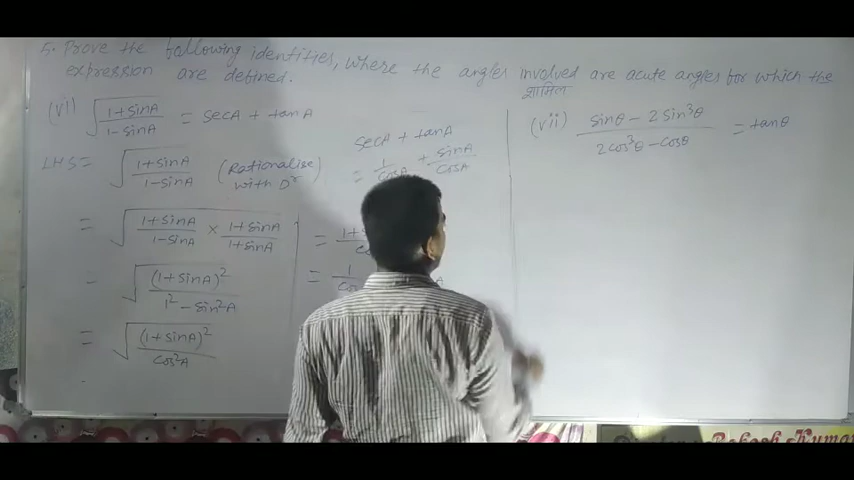 5. Prove the following identities, where the angles involved are acute angles for which the
शामिल
expression are defined.
(vi) √(1+sinA / 1-sinA) = secA + tanA
LHS = √(1+sinA / 1-sinA) (Rationalise with Dr)
= √(1+sinA / 1-sinA × 1+sinA / 1+sinA)
= √((1+sinA)² / 1² - sin²A)
= √((1+sinA)² / cos²A)
secA + tanA
= 1/cosA + sinA/cosA
(vii) sinθ - 2sin³θ / 2cos³θ - cosθ = tanθ
Rakesh Kumar